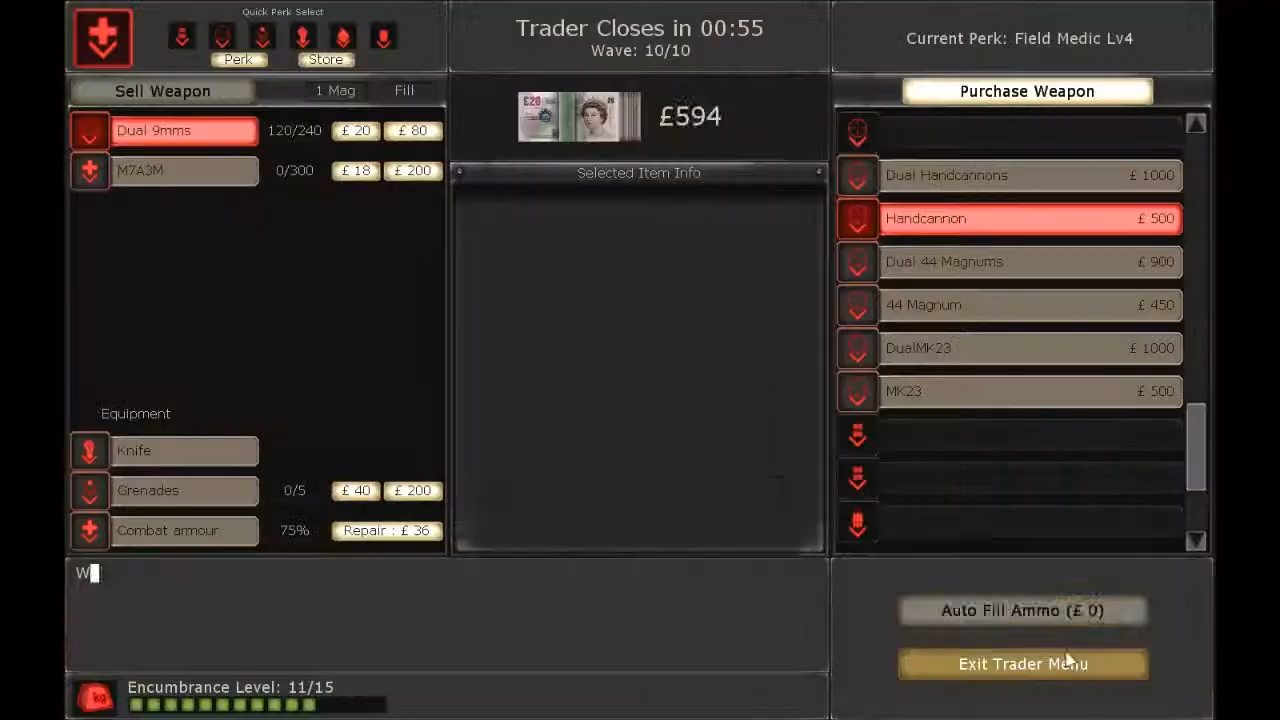 Quick Perk Select
Perk
Store
Trader Closes in 00:55
Wave: 10/10
Current Perk: Field Medic Lv4
Sell Weapon
1 Mag
Fill
Dual 9mms 120/240 £ 20 £ 80
M7A3M 0/300 £ 18 £ 200
Equipment
Knife
Grenades 0/5 £ 40 £ 200
Combat armour 75% Repair : £ 36
£20
£594
Selected Item Info
Purchase Weapon
Dual Handcannons £ 1000
Handcannon £ 500
Dual 44 Magnums £ 900
44 Magnum £ 450
DualMK23 £ 1000
MK23 £ 500
W
Auto Fill Ammo (£ 0)
Exit Trader Menu
kg
Encumbrance Level: 11/15